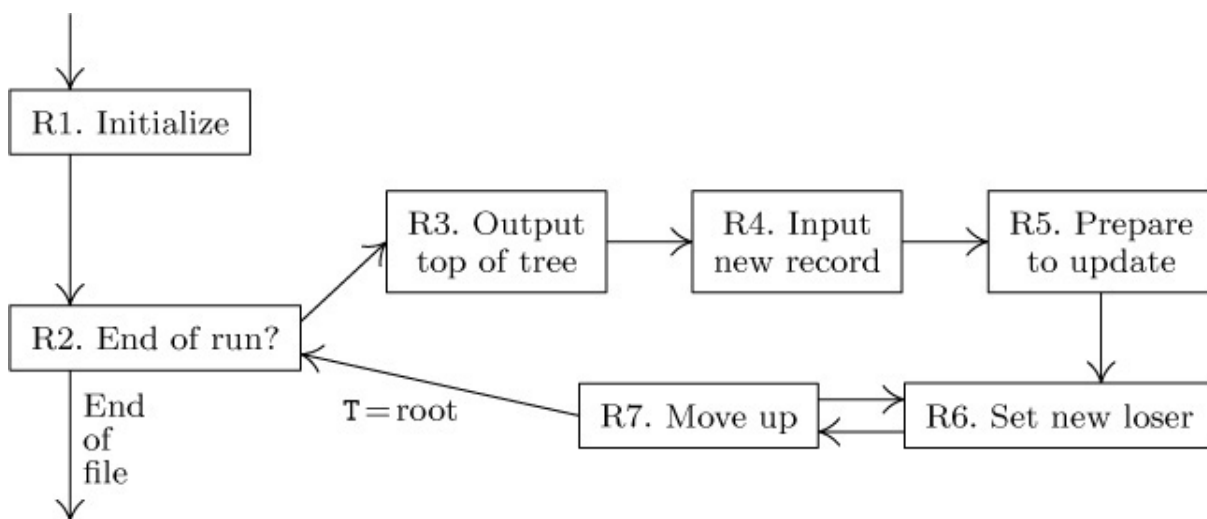 R1. Initialize
R3. Output
top of tree
R4. Input
new record
R5. Prepare
to update
R2. End of run?
T=root
R7. Move up
R6. Set new loser
End
of
file